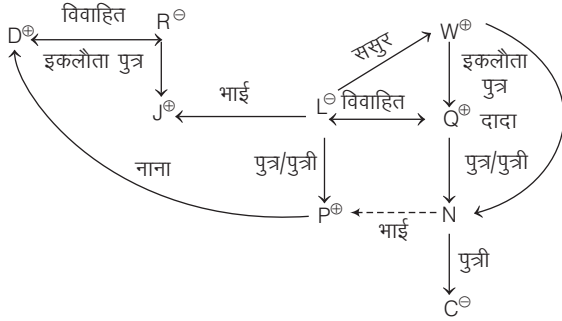 विवाहित
D⊕ R⊖
इकलौता पुत्र
ससुर
W⊕
इकलौता
पुत्र
J⊕ भाई L⊖ विवाहित Q⊕ दादा
नाना
पुत्र/पुत्री पुत्र/पुत्री
P⊕ भाई N
पुत्री
C⊖